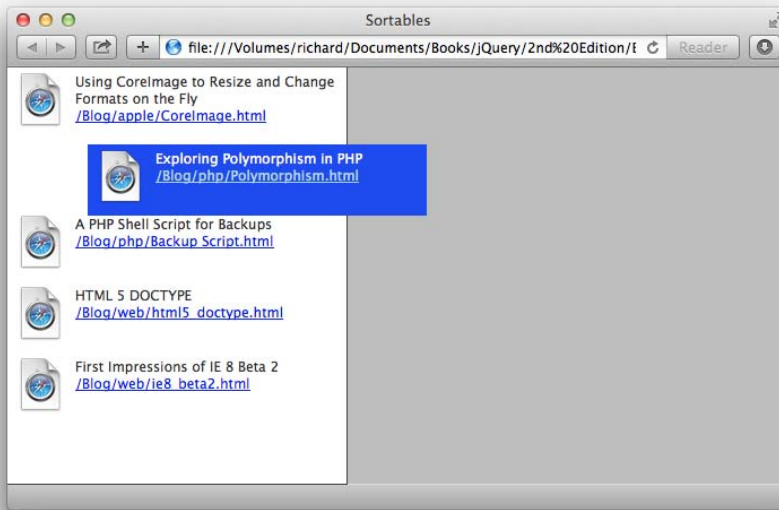 Sortables
file:///Volumes/richard/Documents/Books/jQuery/2nd%20Edition/E
Reader
Using CoreImage to Resize and Change
Formats on the Fly
/Blog/apple/CoreImage.html
Exploring Polymorphism in PHP
/Blog/php/Polymorphism.html
A PHP Shell Script for Backups
/Blog/php/Backup Script.html
HTML 5 DOCTYPE
/Blog/web/html5_doctype.html
First Impressions of IE 8 Beta 2
/Blog/web/ie8_beta2.html